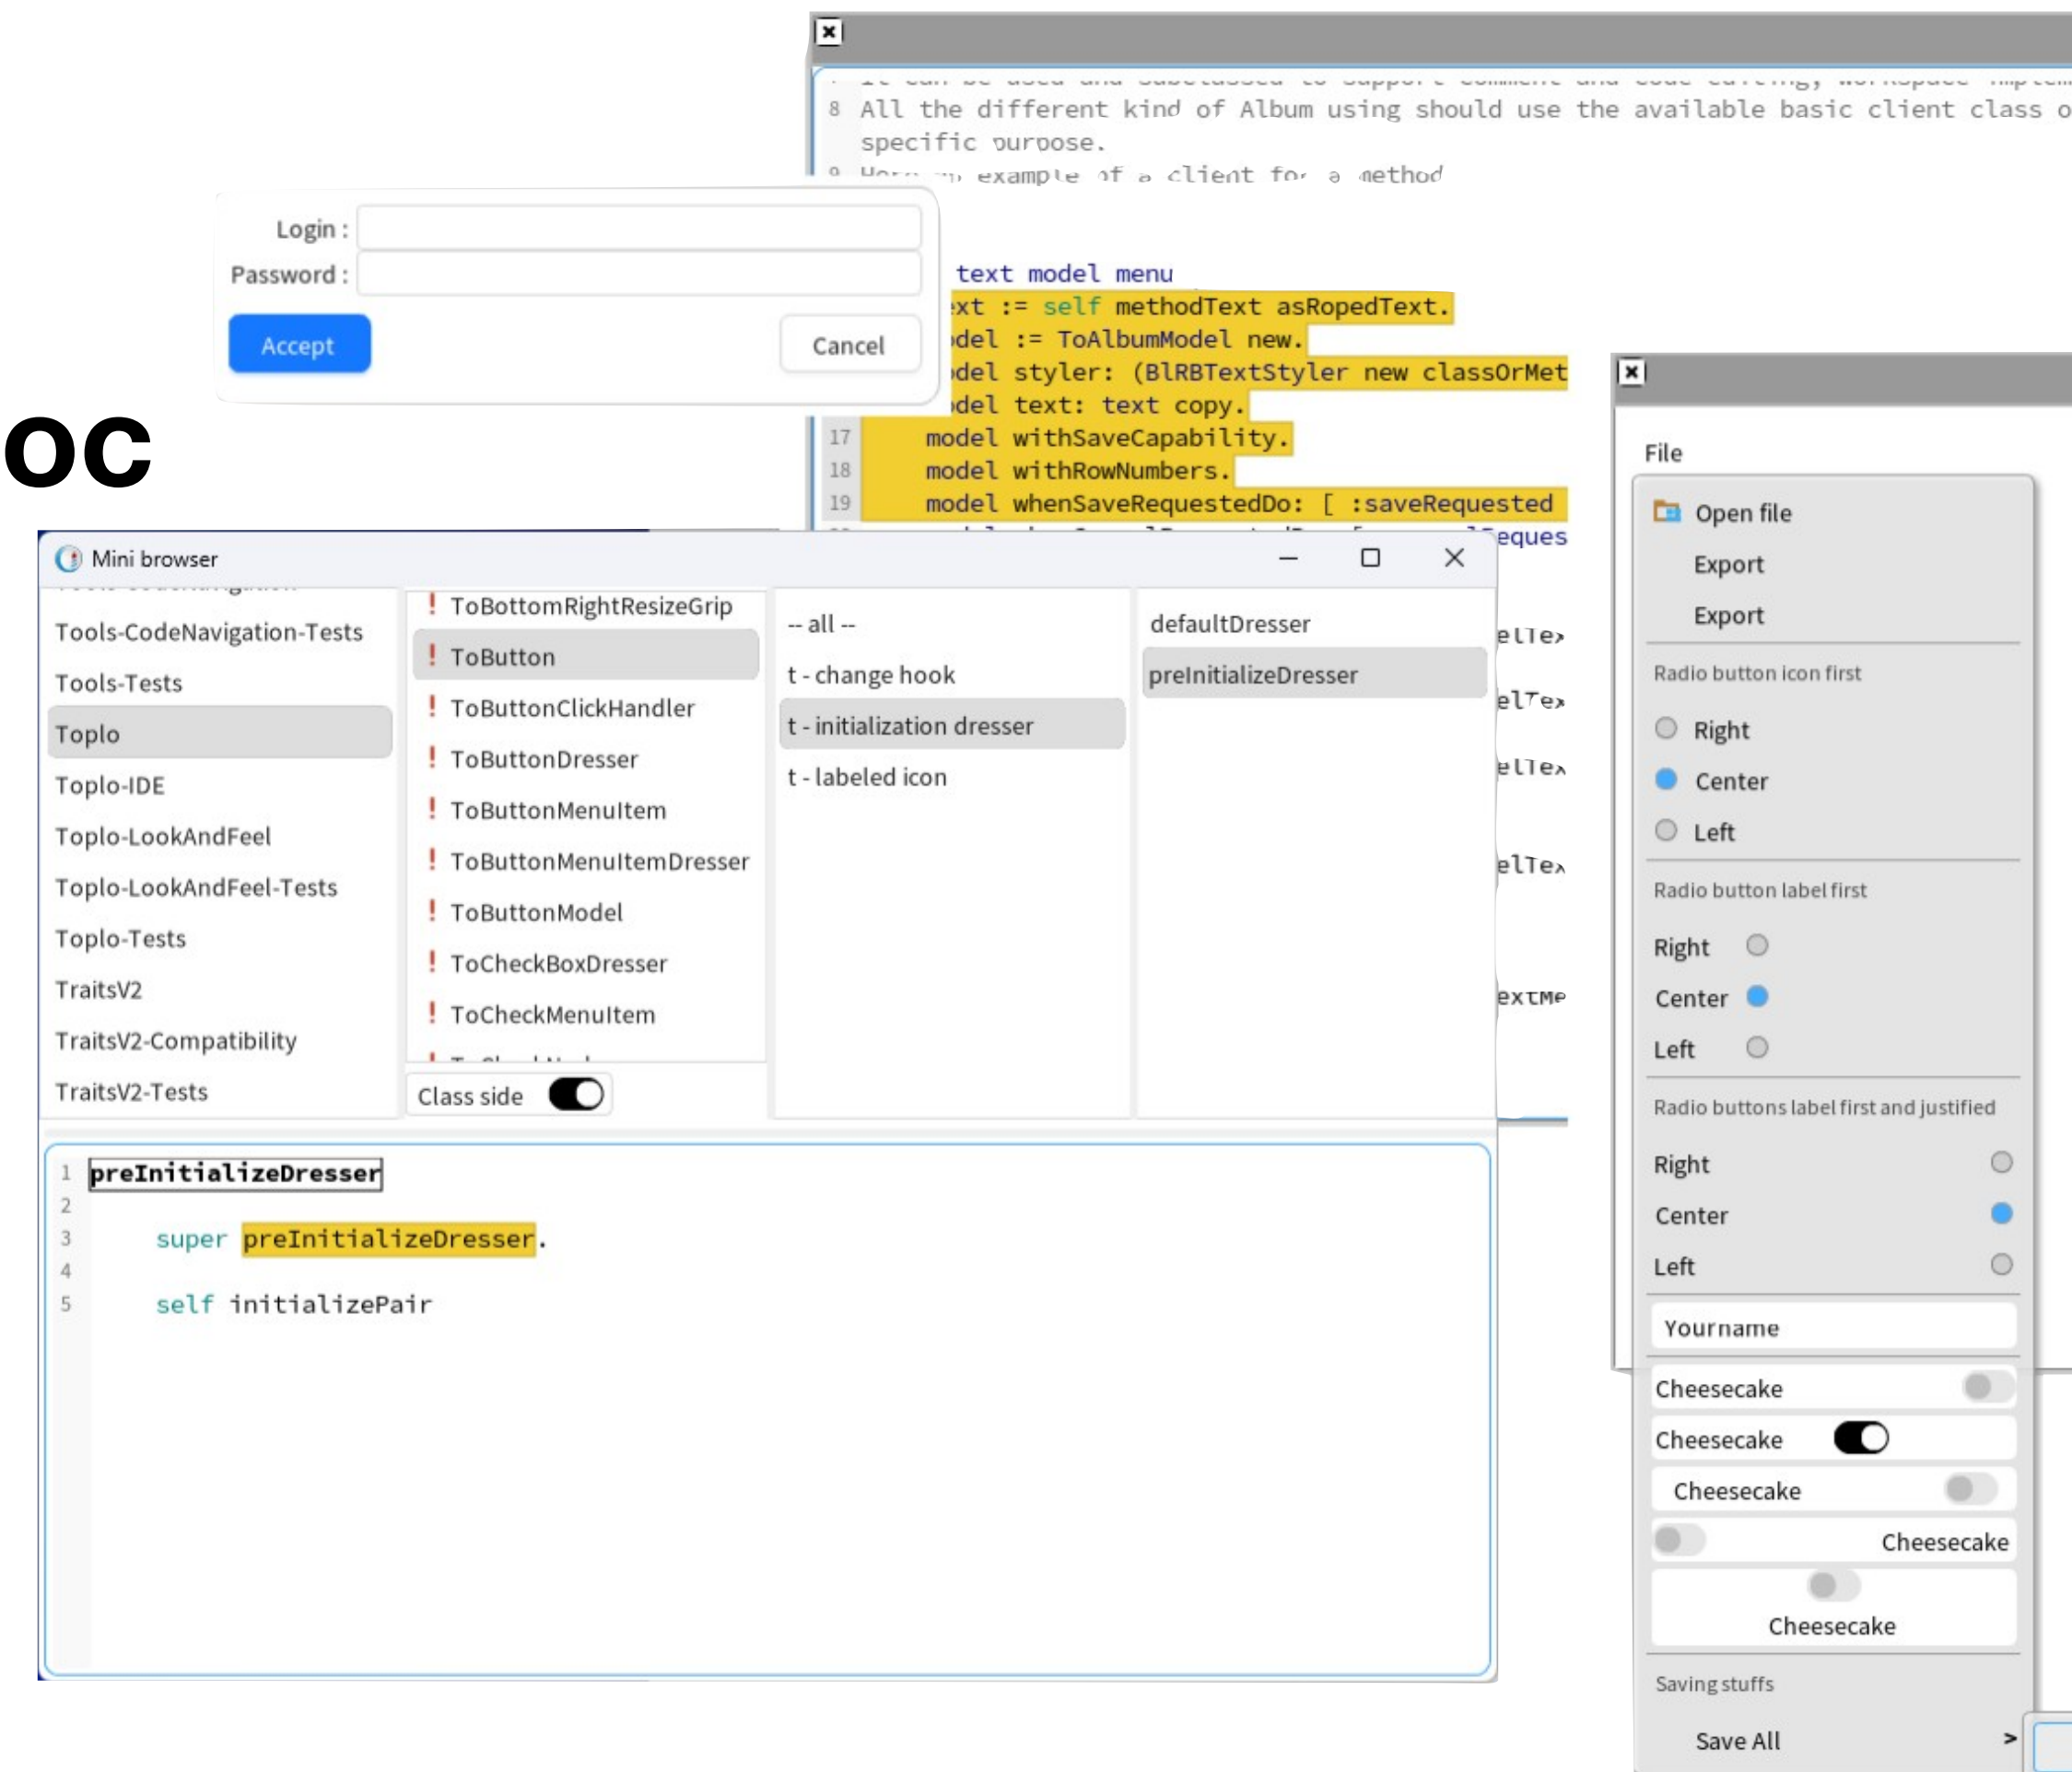 8 All the different kind of Album using should use the available basic client class
specific purpose.
example of a client for a method
Login :
Password :
Accept
Cancel
text model menu
:= self methodText asRopedText.
:= ToAlbumModel new.
styler: (BlRBTextStyler new
text: text copy.
17 model withSaveCapability.
18 model withRowNumbers.
19 model whenSaveRequestedDo: [ :saveRequested
oc
Mini browser
Tools-CodeNavigation-Tests
Tools-Tests
Toplo
Toplo-IDE
Toplo-LookAndFeel
Toplo-LookAndFeel-Tests
Toplo-Tests
TraitsV2
TraitsV2-Compatibility
TraitsV2-Tests
! ToBottomRightResizeGrip
! ToButton
! ToButtonClickHandler
! ToButtonDresser
! ToButtonMenuItem
! ToButtonMenuItemDresser
! ToButtonModel
! ToCheckBoxDresser
! ToCheckMenuItem
Class side
-- all --
t - change hook
t - initialization dresser
t - labeled icon
defaultDresser
preInitializeDresser
1 preInitializeDresser
2
3 super preInitializeDresser.
4
5 self initializePair
File
Open file
Export
Export
Radio button icon first
Right
Center
Left
Radio button label first
Right
Center
Left
Radio buttons label first and justified
Right
Center
Left
Yourname
Cheesecake
Cheesecake
Cheesecake
Cheesecake
Cheesecake
Saving stuffs
Save All >